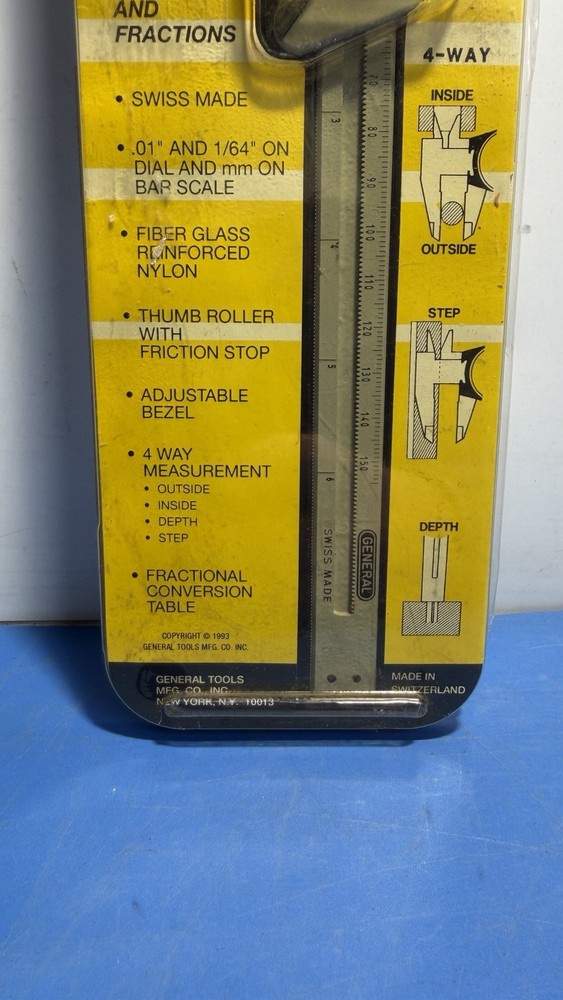 AND
FRACTIONS
• SWISS MADE
• .01" AND 1/64" ON
DIAL AND mm ON
BAR SCALE
• FIBER GLASS
REINFORCED
NYLON
• THUMB ROLLER
WITH
FRICTION STOP
• ADJUSTABLE
BEZEL
• 4 WAY
MEASUREMENT
• OUTSIDE
• INSIDE
• DEPTH
• STEP
• FRACTIONAL
CONVERSION
TABLE
COPYRIGHT © 1993
GENERAL TOOLS MFG. CO. INC.
GENERAL TOOLS
MFG. CO., INC.
NEW YORK, N.Y. 10013
3
4
5
6
SWISS MADE
70
80
90
100
110
120
130
140
150
GENERAL
4-WAY
INSIDE
OUTSIDE
STEP
DEPTH
MADE IN
SWITZERLAND